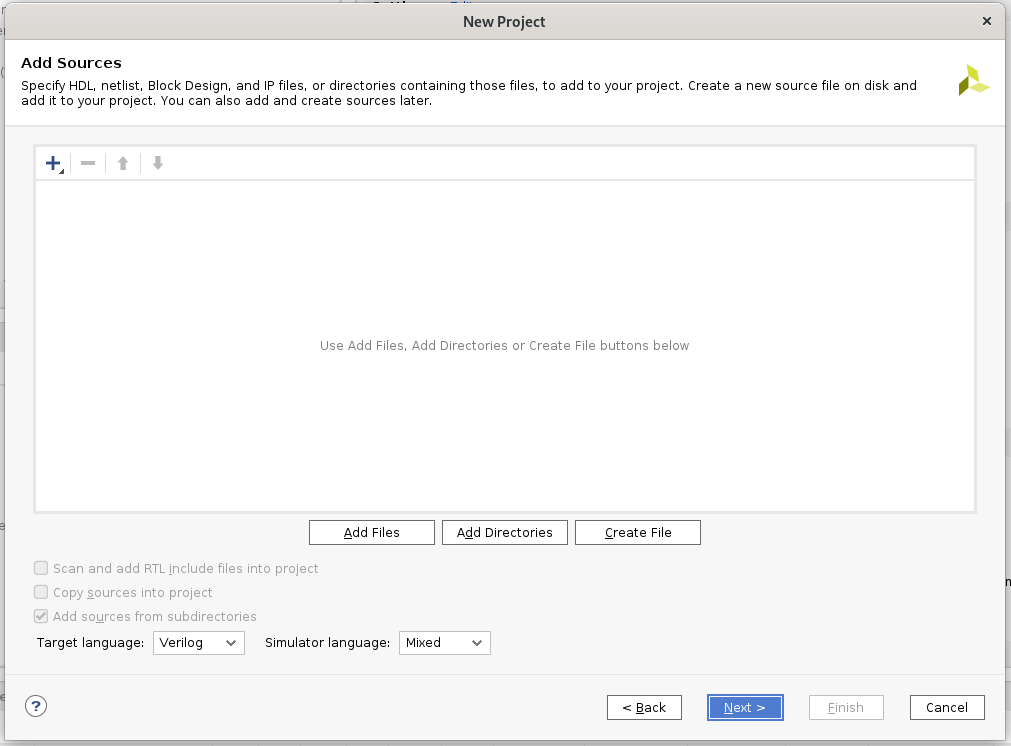 New Project
Add Sources
Specify HDL, netlist, Block Design, and IP files, or directories containing those files, to add to your project. Create a new source file on disk and
add it to your project. You can also add and create sources later.
Use Add Files, Add Directories or Create File buttons below
Add Files Add Directories Create File
Scan and add RTL include files into project
Copy sources into project
Add sources from subdirectories
Target language: Verilog Simulator language: Mixed
? < Back Next > Finish Cancel